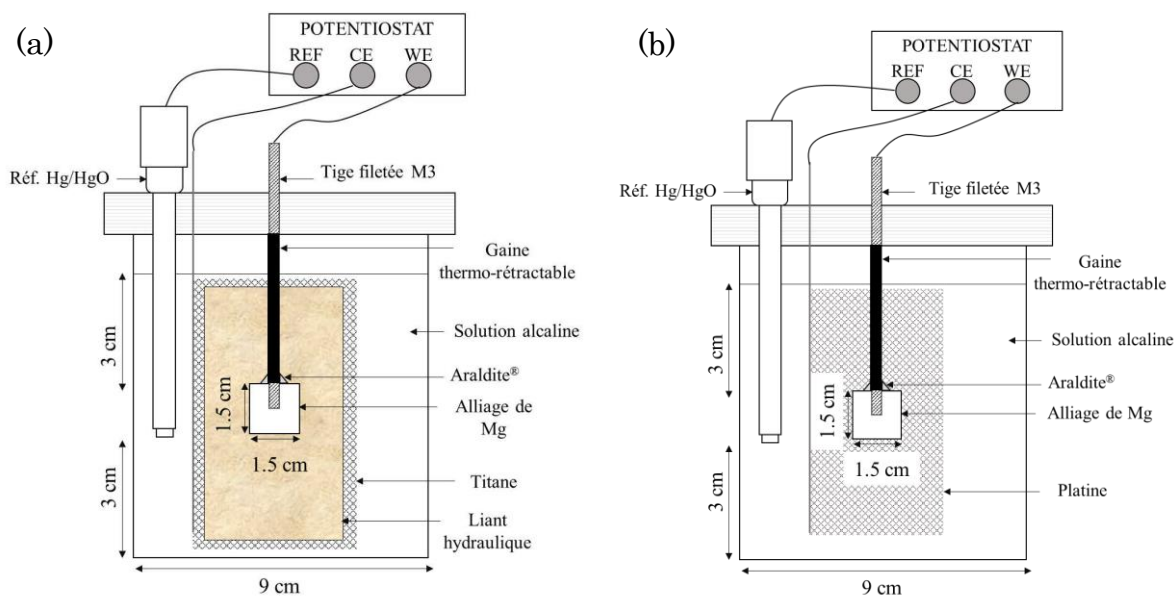 (a)
POTENTIOSTAT
REF CE WE
Réf. Hg/HgO
Tige filetée M3
Gaine
thermo-rétractable
3 cm
Solution alcaline
Araldite®
1.5 cm
Alliage de
Mg
1.5 cm
3 cm
Titane
Liant
hydraulique
9 cm
(b)
POTENTIOSTAT
REF CE WE
Réf. Hg/HgO
Tige filetée M3
Gaine
thermo-rétractable
3 cm
Solution alcaline
Araldite®
1.5 cm
Alliage de Mg
1.5 cm
3 cm
Platine
9 cm